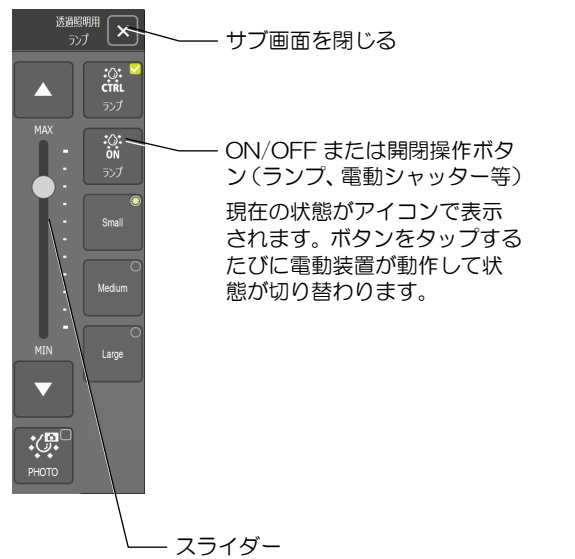 透過照明用
ランプ
サブ画面を閉じる
CTRL
ランプ
MAX
ON
ランプ
ON/OFF または開閉操作ボタ
ン（ランプ、電動シャッター等）
現在の状態がアイコンで表示
されます。ボタンをタップする
たびに電動装置が動作して状
態が切り替わります。
Small
Medium
MIN
Large
PHOTO
スライダー